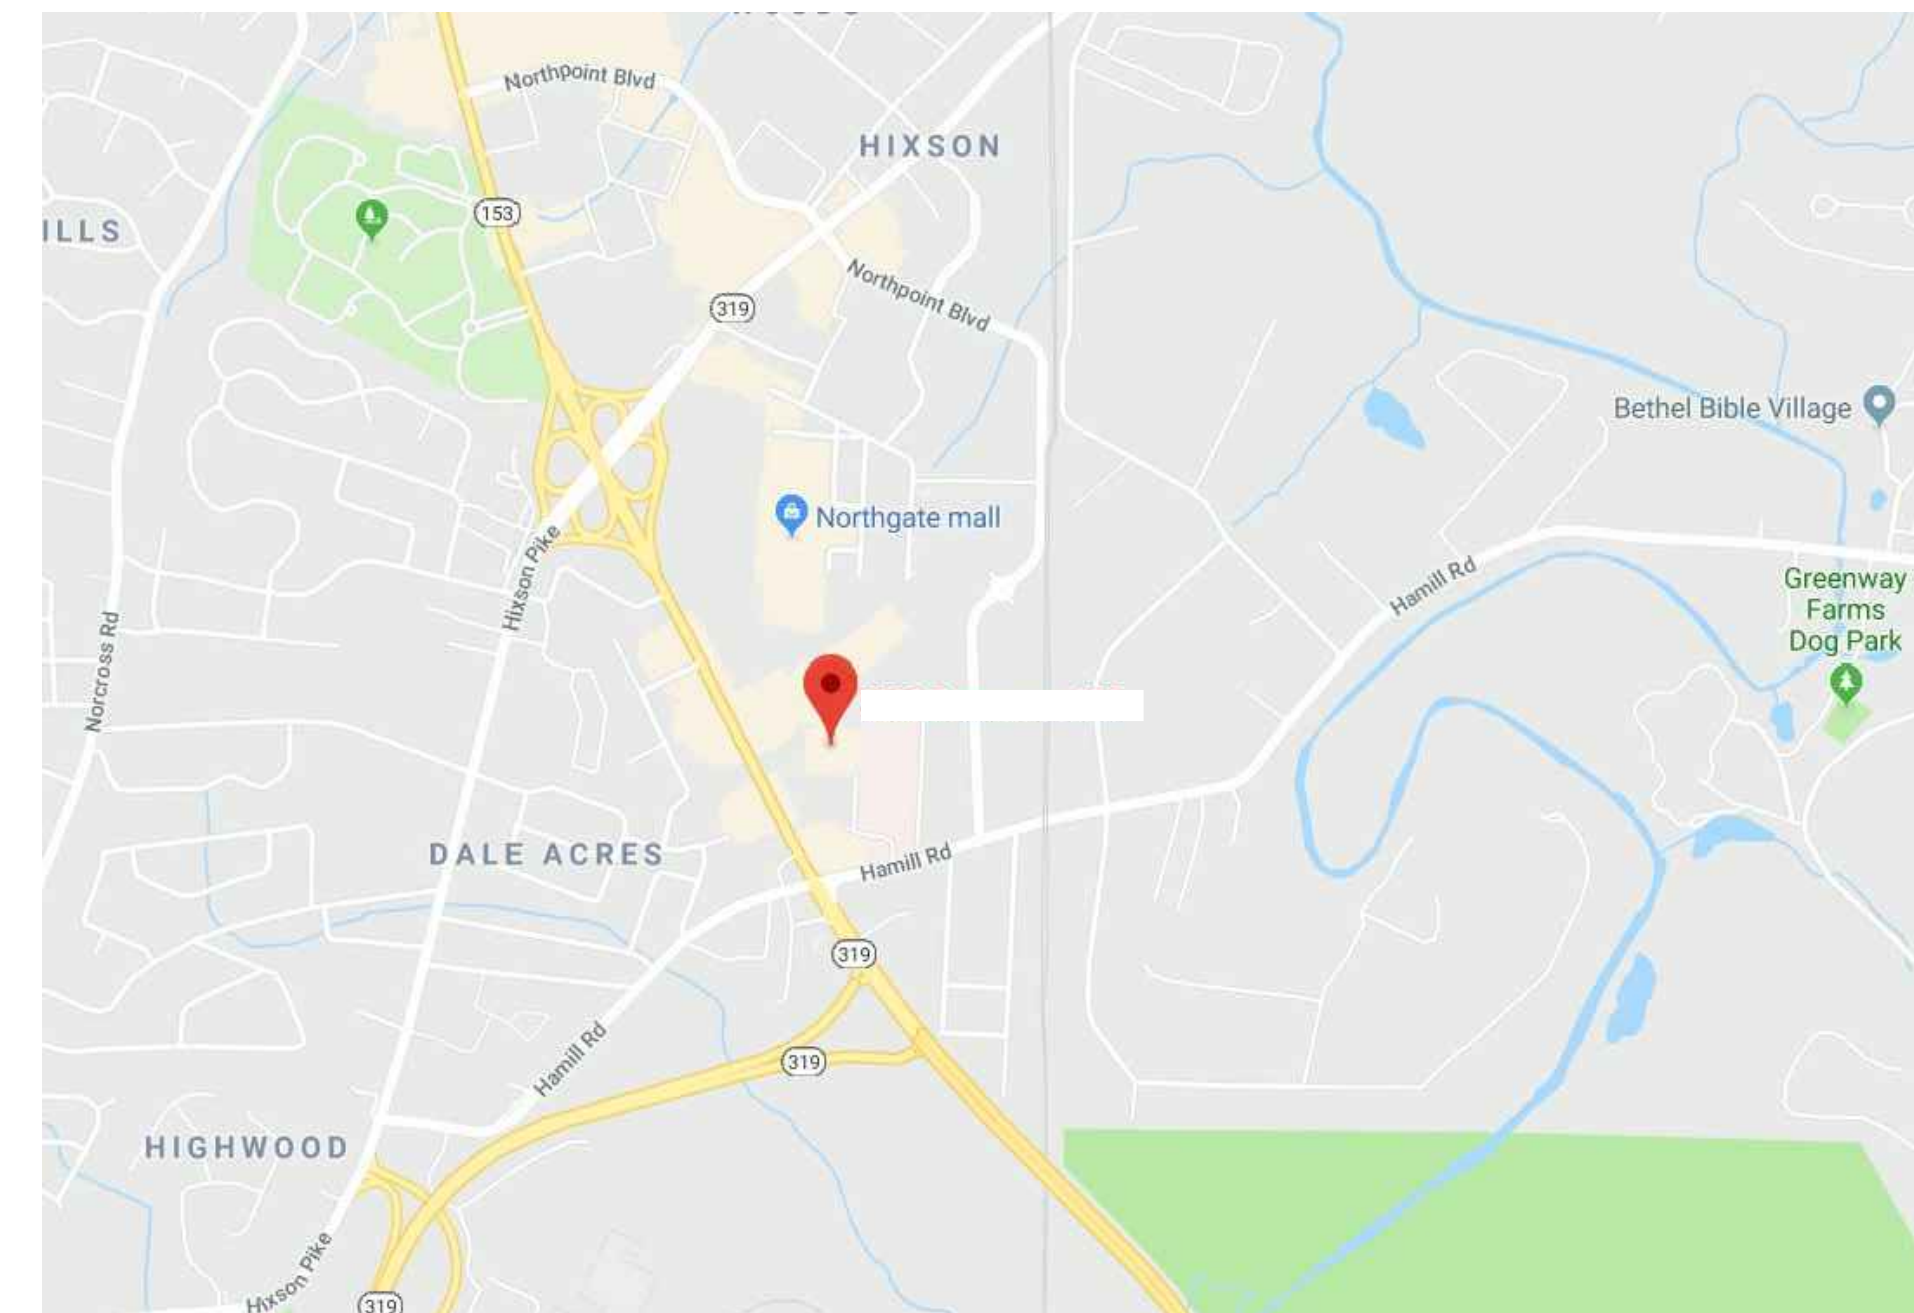 Northpoint Blvd
HIXSON
153
ILLS
Northpoint Blvd
319
Bethel Bible Village
Northgate mall
Hixson Pike
Hamill Rd
Greenway
Farms
Dog Park
Norcross Rd
DALE ACRES
Hamill Rd
319
Hamill Rd
319
HIGHWOOD
Hixson Pike
319